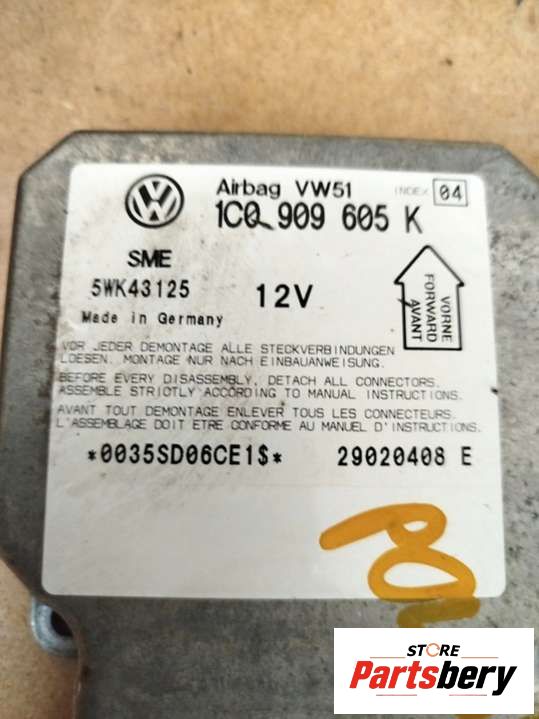 Airbag VW51 INDEX 04
1C0 909 605 K
SME
5WK43125 12V
Made in Germany
VORNE
FORWARD
AVANT
VOR JEDER DEMONTAGE ALLE STECKVERBINDUNGEN
LOESEN. MONTAGE NUR NACH EINBAUANWEISUNG.
BEFORE EVERY DISASSEMBLY, DETACH ALL CONNECTORS.
ASSEMBLE STRICTLY ACCORDING TO MANUAL INSTRUCTIONS.
AVANT TOUT DEMONTAGE ENLEVER TOUS LES CONNECTEURS.
L'ASSEMBLAGE DOIT ETRE CONFORME AU MANUEL D'INSTRUCTIONS.
*0035SD06CE1$* 29020408 E
STORE
Partsbery